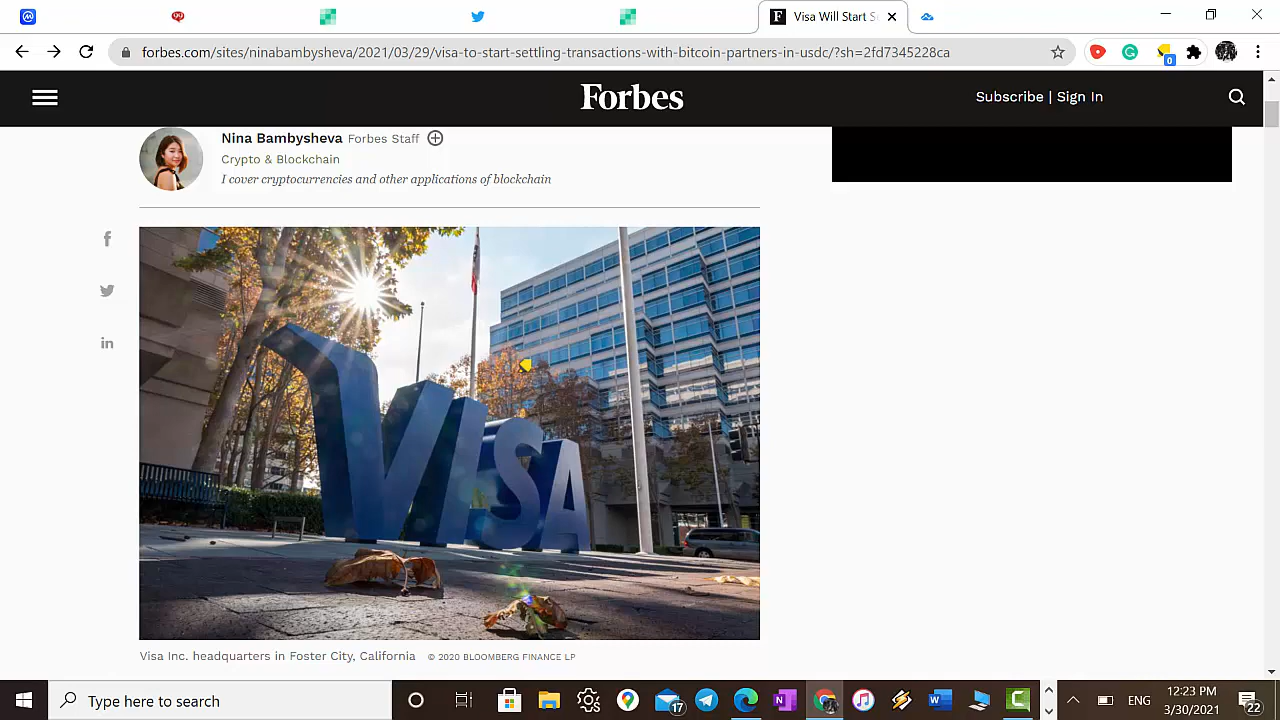 Visa Will Start S
forbes.com/sites/ninabambysheva/2021/03/29/visa-to-start-settling-transactions-with-bitcoin-partners-in-usdc/?sh=2fd7345228ca
0
Forbes
Subscribe | Sign In
Nina Bambysheva Forbes Staff
Crypto & Blockchain
I cover cryptocurrencies and other applications of blockchain
VISA
Visa Inc. headquarters in Foster City, California © 2020 BLOOMBERG FINANCE LP
Type here to search
17
ENG
12:23 PM
3/30/2021
22